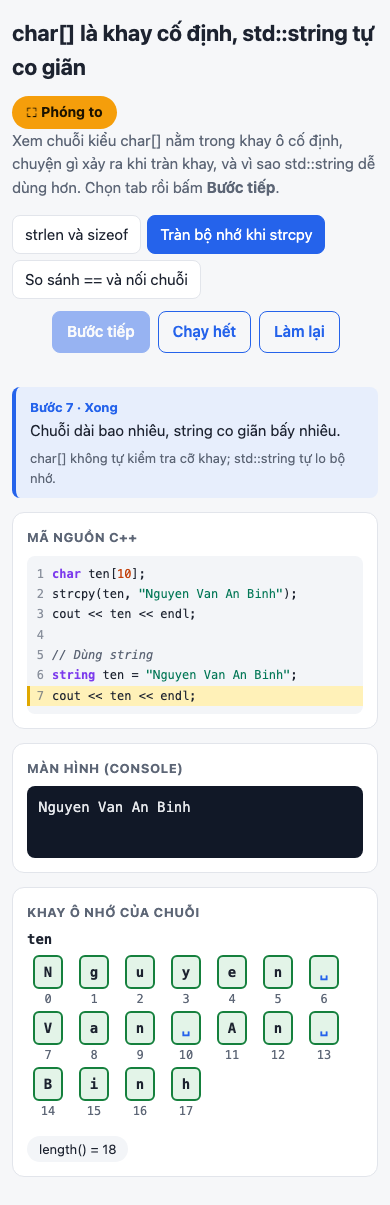 char[] là khay cố định, std::string tự
co giãn
⛶ Phóng to
Xem chuỗi kiểu char[] nằm trong khay ô cố định,
chuyện gì xảy ra khi tràn khay, và vì sao std::string dễ
dùng hơn. Chọn tab rồi bấm Bước tiếp.
strlen và sizeof
Tràn bộ nhớ khi strcpy
So sánh == và nối chuỗi
Bước tiếp
Chạy hết
Làm lại
Bước 7 · Xong
Chuỗi dài bao nhiêu, string co giãn bấy nhiêu.
char[] không tự kiểm tra cỡ khay; std::string tự lo bộ
nhớ.
MÃ NGUỒN C++
1 char ten[10];
2 strcpy(ten, "Nguyen Van An Binh");
3 cout << ten << endl;
4
5 // Dùng string
6 string ten = "Nguyen Van An Binh";
7 cout << ten << endl;
MÀN HÌNH (CONSOLE)
Nguyen Van An Binh
KHAY Ô NHỚ CỦA CHUỖI
ten
N g u y e n ␣
0 1 2 3 4 5 6
V a n ␣ A n ␣
7 8 9 10 11 12 13
B i n h
14 15 16 17
length() = 18